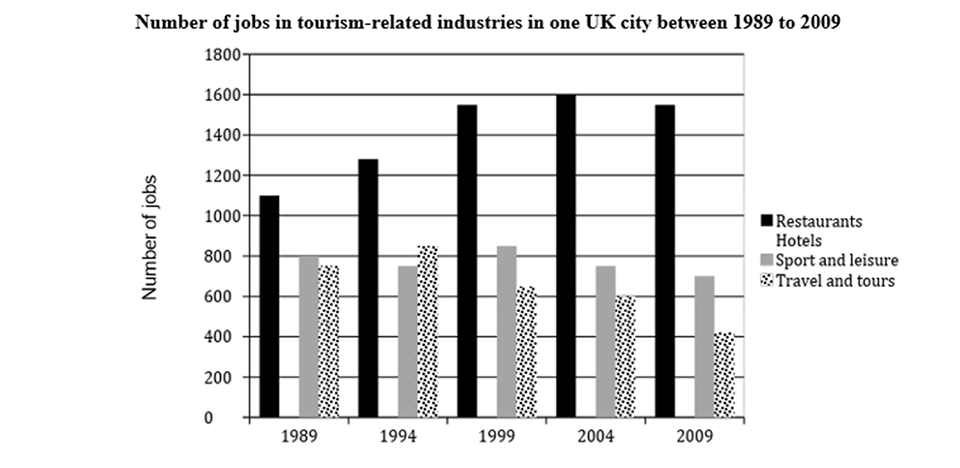 Number of jobs in tourism-related industries in one UK city between 1989 to 2009
1800
1600
1400
1200
1000
800
600
400
200
0
Number of jobs
1989 1994 1999 2004 2009
Restaurants
Hotels
Sport and leisure
Travel and tours